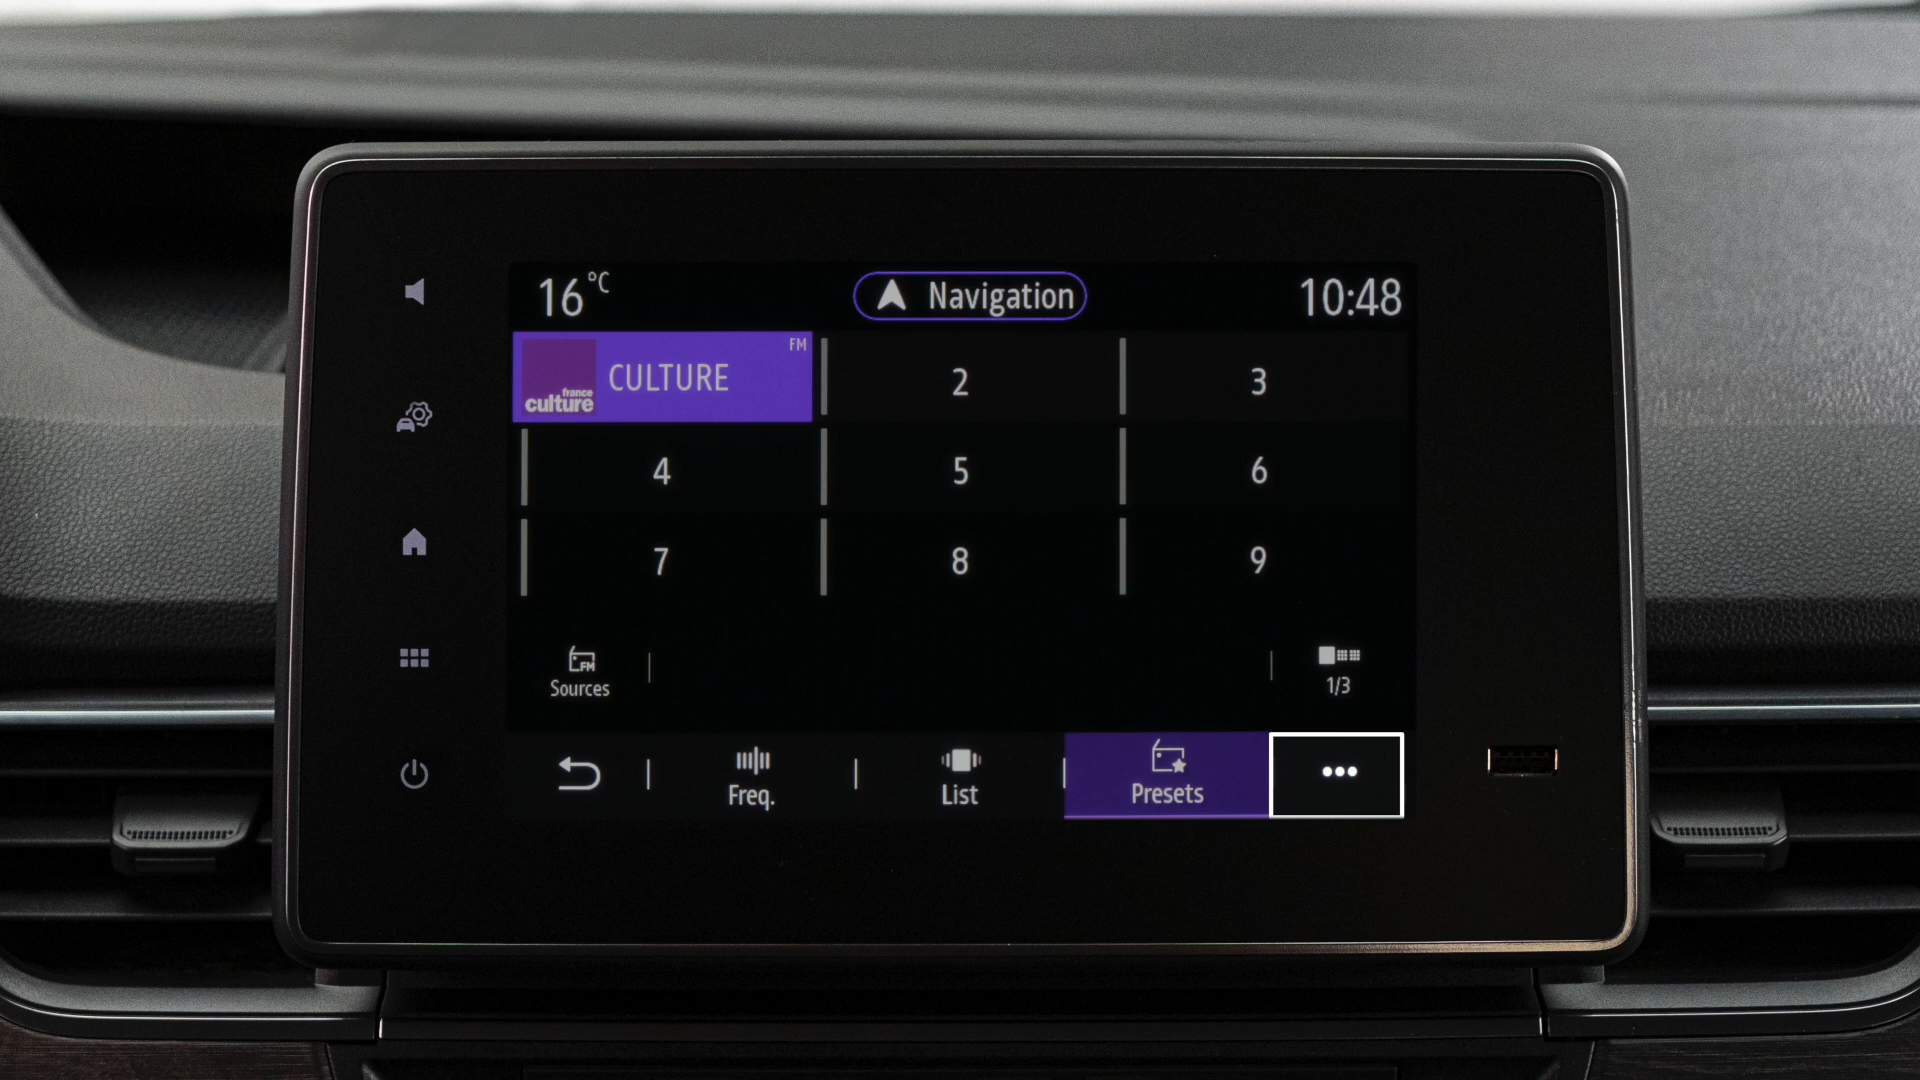 16 °C
Navigation
10:48
france
culture
CULTURE
FM
2
3
4
5
6
7
8
9
FM
Sources
1/3
Freq.
List
Presets